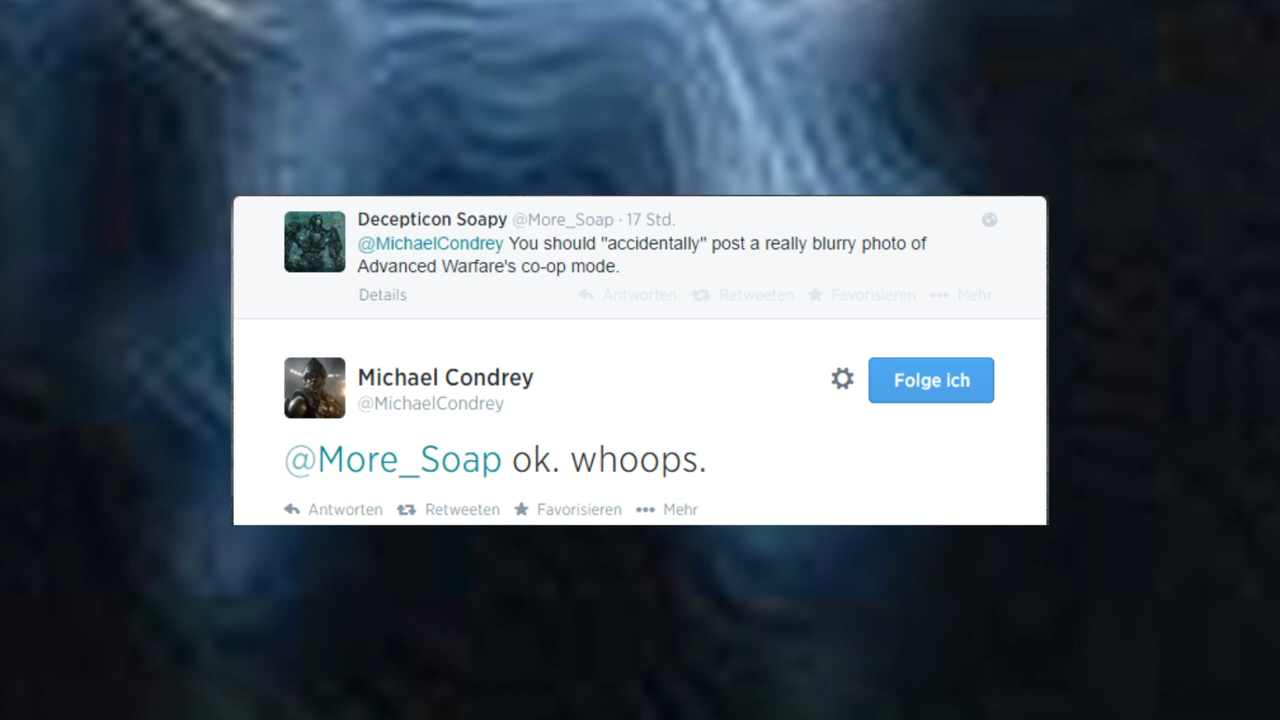 Decepticon Soapy @More_Soap · 17 Std.
@MichaelCondrey You should "accidentally" post a really blurry photo of
Advanced Warfare's co-op mode.
Details Antworten Retweeten Favorisieren Mehr
Michael Condrey
@MichaelCondrey
Folge ich
@More_Soap ok. whoops.
Antworten Retweeten Favorisieren Mehr